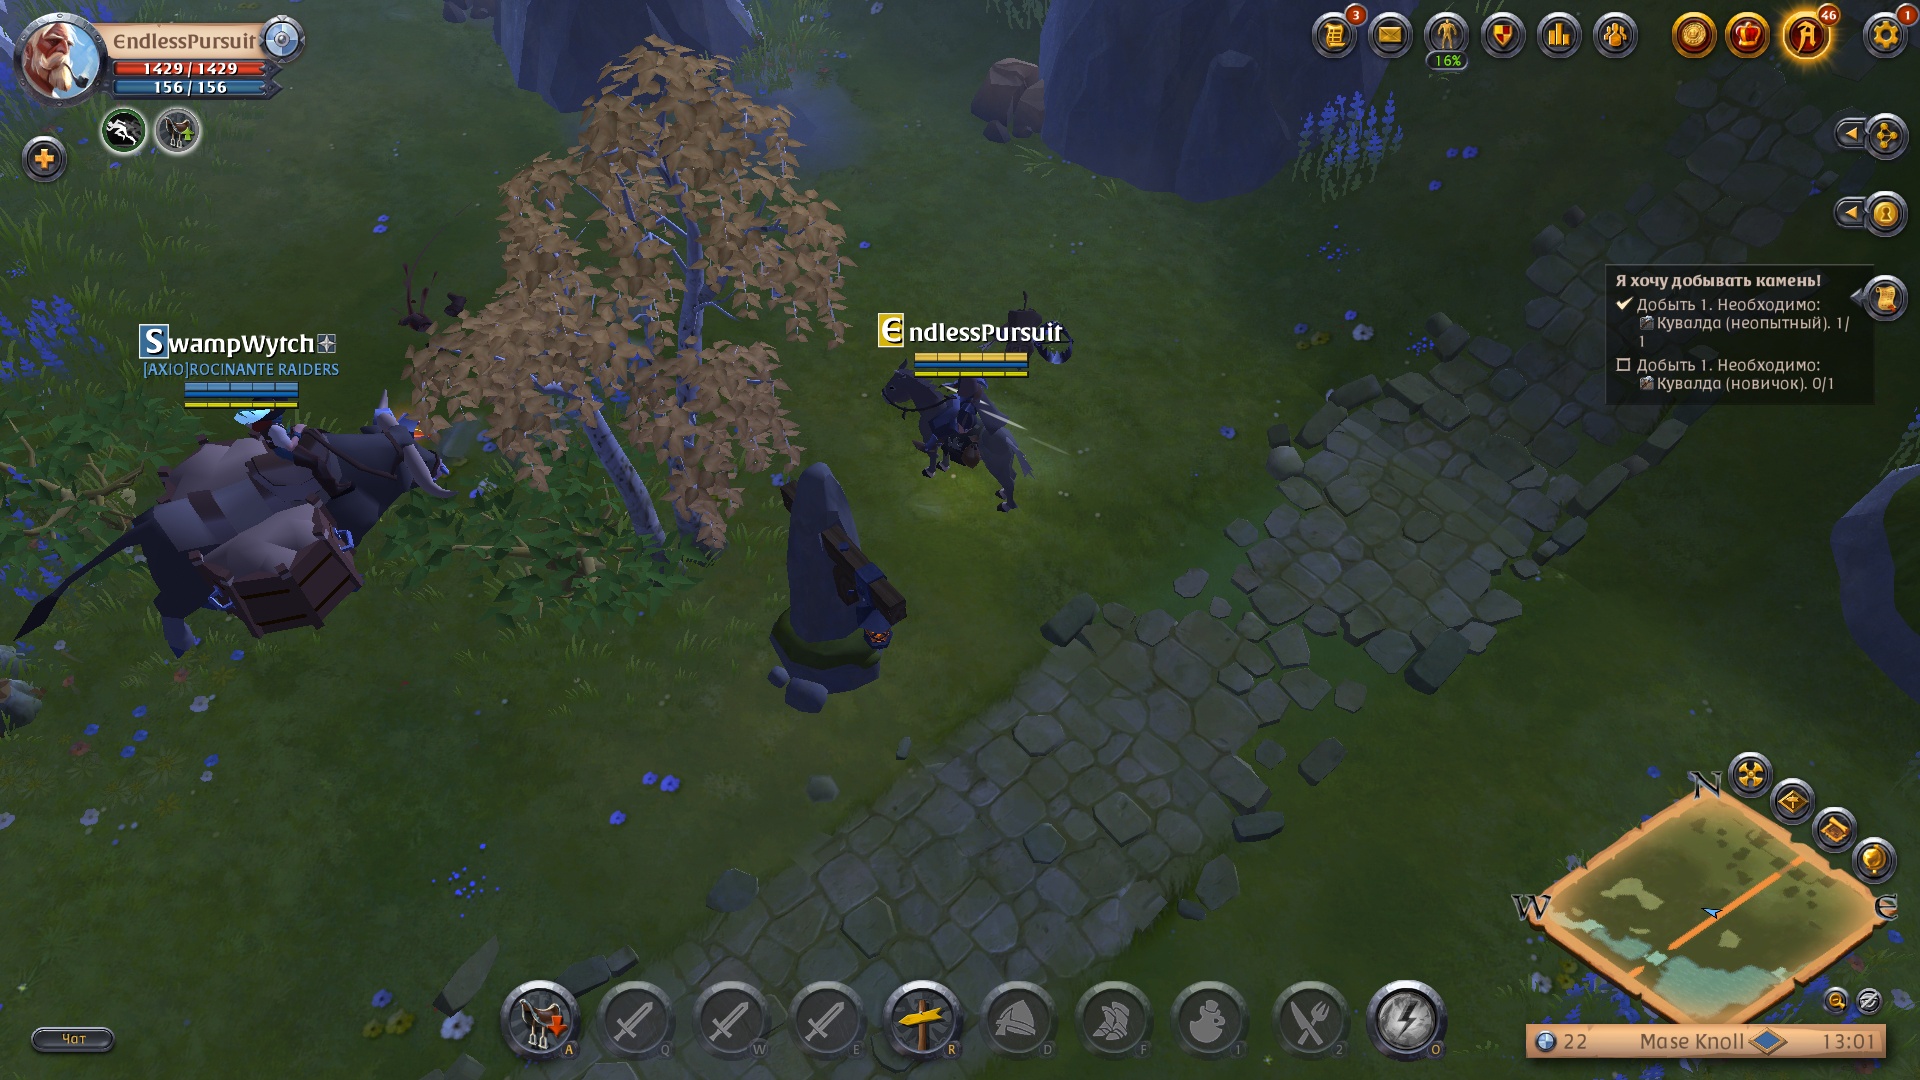 EndlessPursuit
1429 / 1429
156 / 156
3
16%
46
1
Я хочу добывать камень!
Добыть 1. Необходимо:
Кувалда (неопытный). 1/
1
Добыть 1. Необходимо:
Кувалда (новичок). 0/1
SwampWytch
[AXIO]ROCINANTE RAIDERS
EndlessPursuit
N
W
E
Чат
A
Q
W
E
R
D
F
1
2
O
22
Mase Knoll
13:01